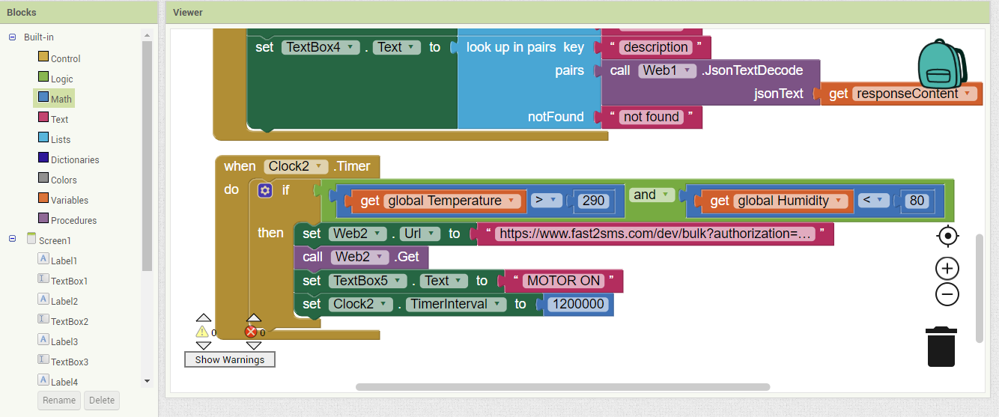 Blocks
Viewer
Built-in
Control
Logic
Math
Text
Lists
Dictionaries
Colors
Variables
Procedures
Screen1
Label1
TextBox1
Label2
TextBox2
Label3
TextBox3
Label4
Rename Delete
set TextBox4 . Text to look up in pairs key “ description ”
pairs call Web1 .JsonTextDecode
jsonText get responseContent
notFound “ not found ”
when Clock2 .Timer
do if get global Temperature > 290 and get global Humidity < 80
then set Web2 . Url to “ https://www.fast2sms.com/dev/bulk?authorization=... ”
call Web2 .Get
set TextBox5 . Text to “ MOTOR ON ”
set Clock2 . TimerInterval to 1200000
0 0
Show Warnings